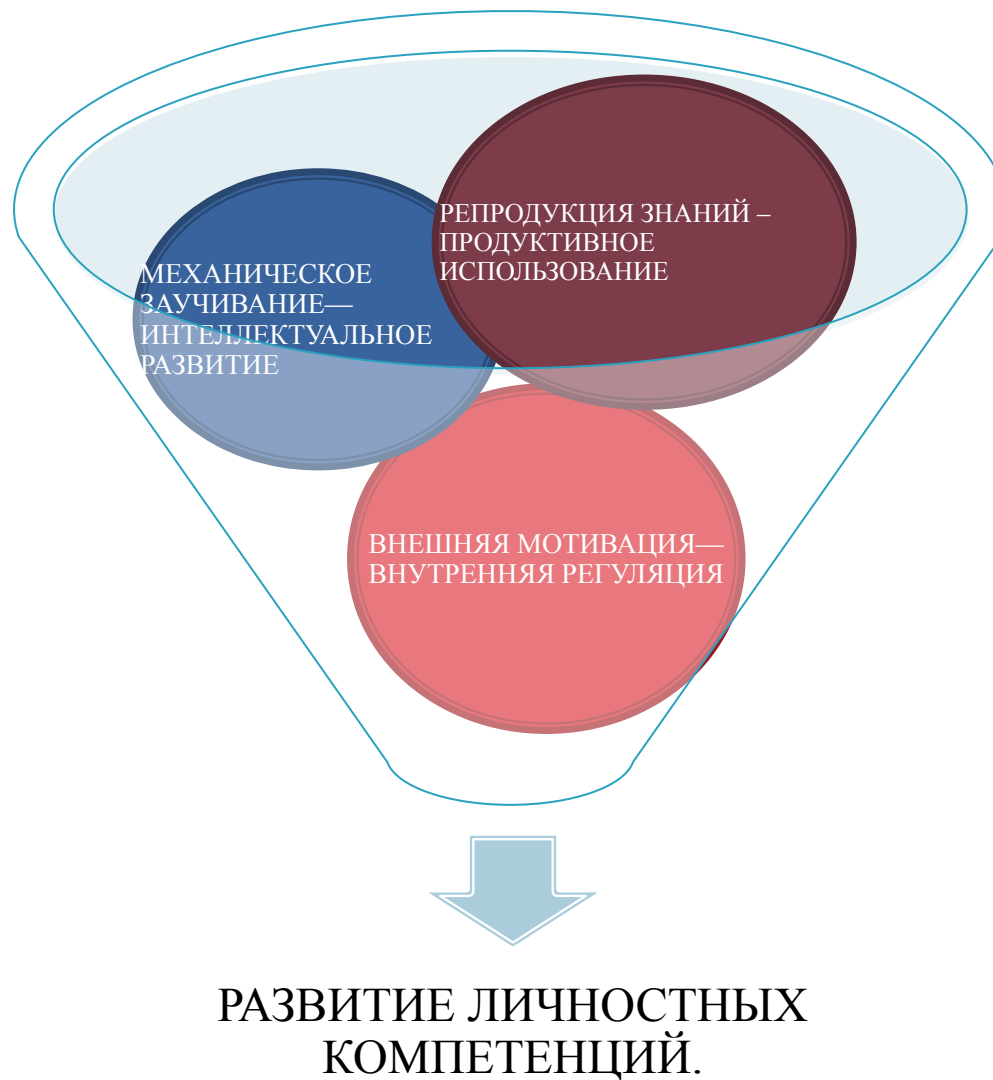 РЕПРОДУКЦИЯ ЗНАНИЙ –
ПРОДУКТИВНОЕ
ИСПОЛЬЗОВАНИЕ
МЕХАНИЧЕСКОЕ
ЗАУЧИВАНИЕ—
ИНТЕЛЛЕКТУАЛЬНОЕ
РАЗВИТИЕ
ВНЕШНЯЯ МОТИВАЦИЯ—
ВНУТРЕННЯЯ РЕГУЛЯЦИЯ
РАЗВИТИЕ ЛИЧНОСТНЫХ
КОМПЕТЕНЦИЙ.